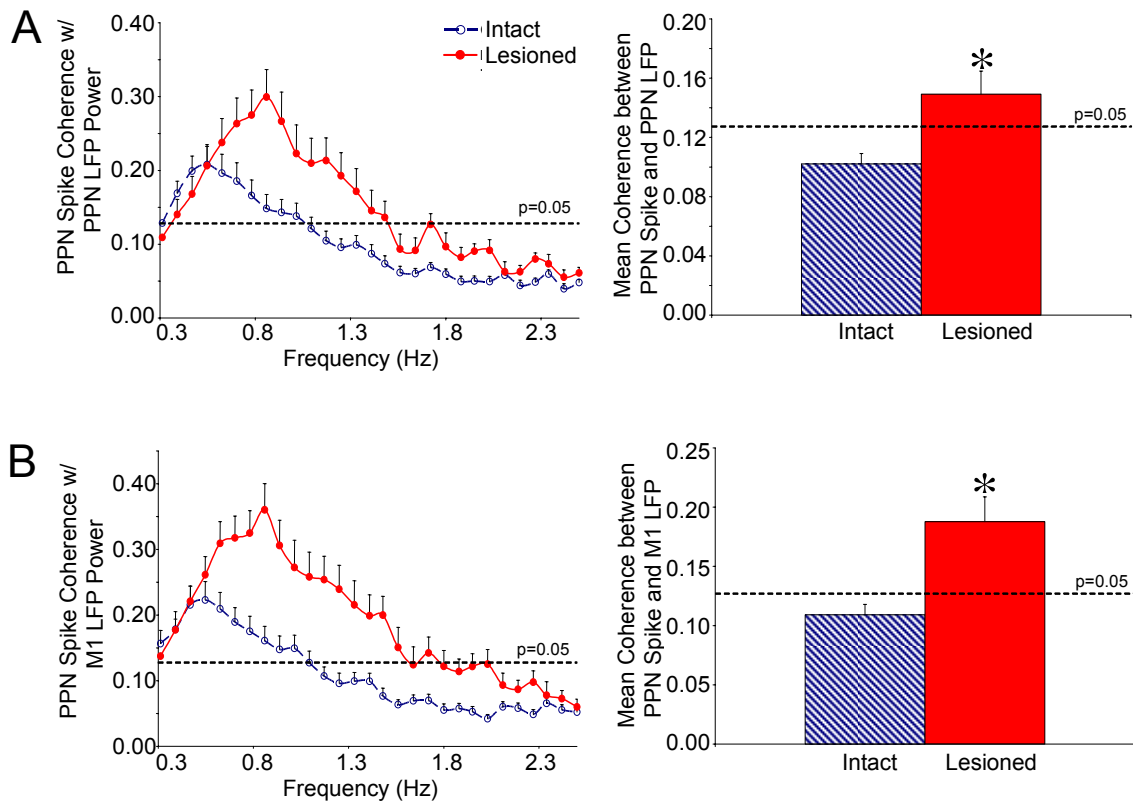 A
PPN Spike Coherence w/
PPN LFP Power
0.40
0.30
0.20
0.10
0.00
Intact
Lesioned
p=0.05
0.3 0.8 1.3 1.8 2.3
Frequency (Hz)
Mean Coherence between
PPN Spike and PPN LFP
0.20
0.16
0.12
0.08
0.04
0.00
*
p=0.05
Intact Lesioned
B
PPN Spike Coherence w/
M1 LFP Power
0.40
0.30
0.20
0.10
0.00
p=0.05
0.3 0.8 1.3 1.8 2.3
Frequency (Hz)
Mean Coherence between
PPN Spike and M1 LFP
0.25
0.20
0.15
0.10
0.05
0.00
*
p=0.05
Intact Lesioned